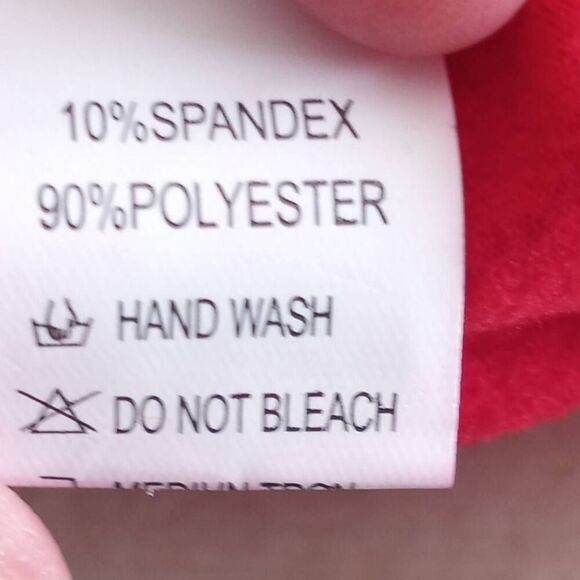 10%SPANDEX
90%POLYESTER
HAND WASH
DO NOT BLEACH